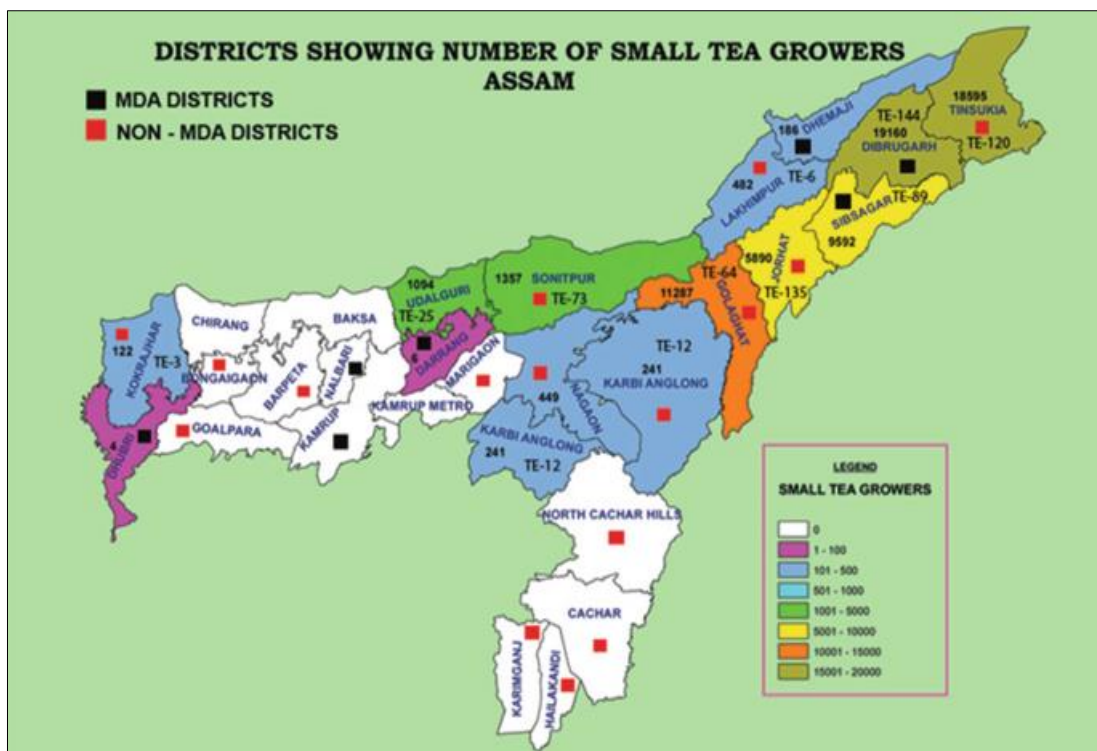 DISTRICTS SHOWING NUMBER OF SMALL TEA GROWERS
ASSAM
MDA DISTRICTS
NON - MDA DISTRICTS
18595
TINSUKIA
TE-120
TE-144
19160
DIBRUGARH
186 DHEMAJI
482
LAKHIMPUR
TE-6
SIBSAGAR
TE-89
9592
5890
JORHAT
TE-135
TE-64
11287
GOLAGHAT
1357
SONITPUR
TE-73
1094
UDALGURI
TE-25
6
DARRANG
CHIRANG
BAKSA
122
KOKRAJHAR
TE-3
BONGAIGAON
BARPETA
NALBARI
MARIGAON
KAMRUP METRO
KAMRUP
GOALPARA
4
DHUBRI
449
NAGAON
TE-12
241
KARBI ANGLONG
KARBI ANGLONG
241
TE-12
NORTH CACHAR HILLS
CACHAR
KARIMGANJ
HAILAKANDI
LEGEND
SMALL TEA GROWERS
0
1 - 100
101 - 500
501 - 1000
1001 - 5000
5001 - 10000
10001 - 15000
15001 - 20000